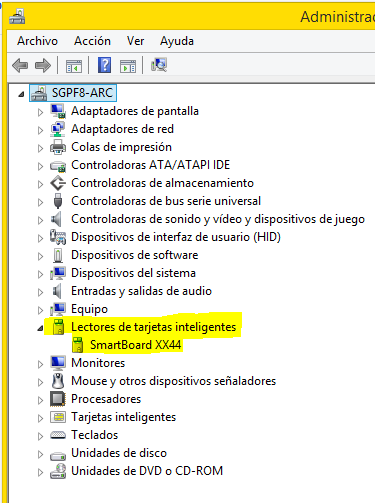 Administrac
Archivo Acción Ver Ayuda
SGPF8-ARC
Adaptadores de pantalla
Adaptadores de red
Colas de impresión
Controladoras ATA/ATAPI IDE
Controladoras de almacenamiento
Controladoras de bus serie universal
Controladoras de sonido y vídeo y dispositivos de juego
Dispositivos de interfaz de usuario (HID)
Dispositivos de software
Dispositivos del sistema
Entradas y salidas de audio
Equipo
Lectores de tarjetas inteligentes
SmartBoard XX44
Monitores
Mouse y otros dispositivos señaladores
Procesadores
Tarjetas inteligentes
Teclados
Unidades de disco
Unidades de DVD o CD-ROM